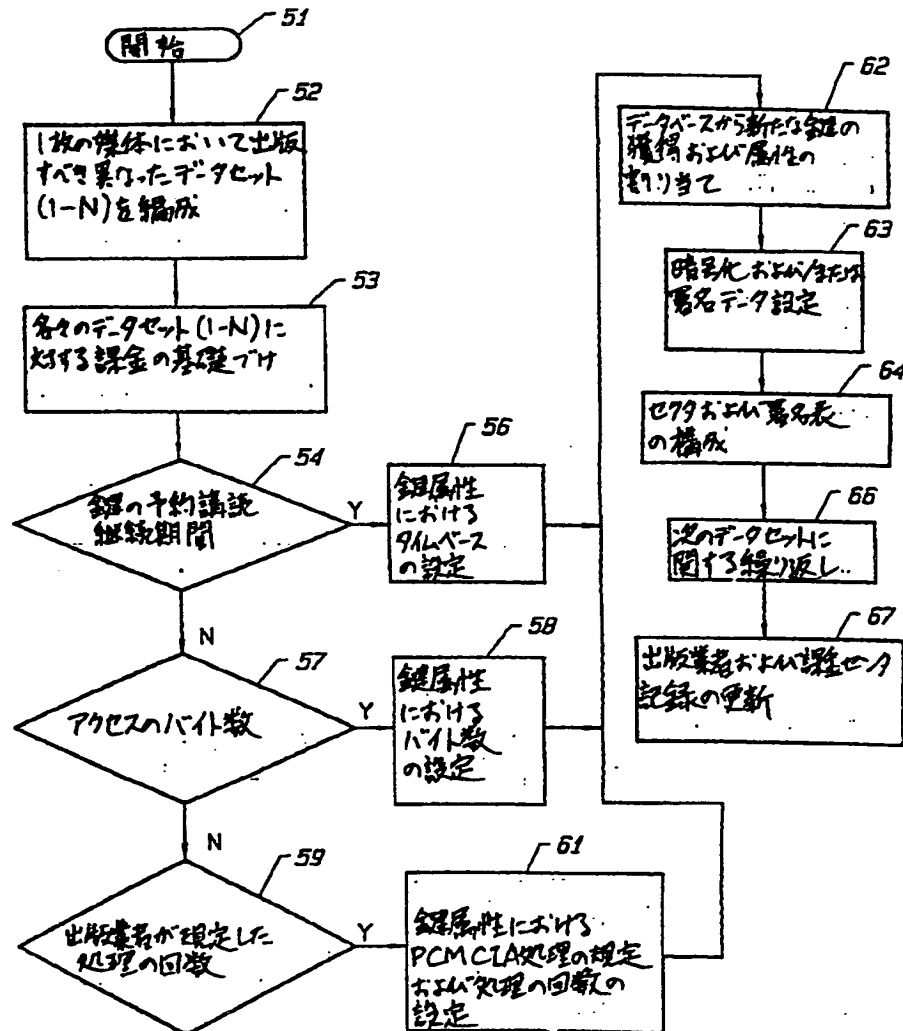 51
開始
52
1枚の媒体において出版
すべき異なったデータセット
(1-N)を編成
53
各々のデータセット(1-N)に
対する課金の基礎づけ
54
鍵の予約購読
継続期間
Y
56
鍵属性
における
タイムベース
の設定
N
57
アクセスのバイト数
Y
58
鍵属性
における
バイト数
の設定
N
59
出版業者が規定した
処理の回数
Y
61
鍵属性における
PCMCIA処理の規定
および処理の回数の
設定
62
データベースから新たな鍵の
獲得および属性の
割り当て
63
暗号化および/または
署名データ設定
64
セクタおよび署名表
の構成
66
次のデータセットに
関する繰り返し
67
出版業者および課金センタ
記録の更新